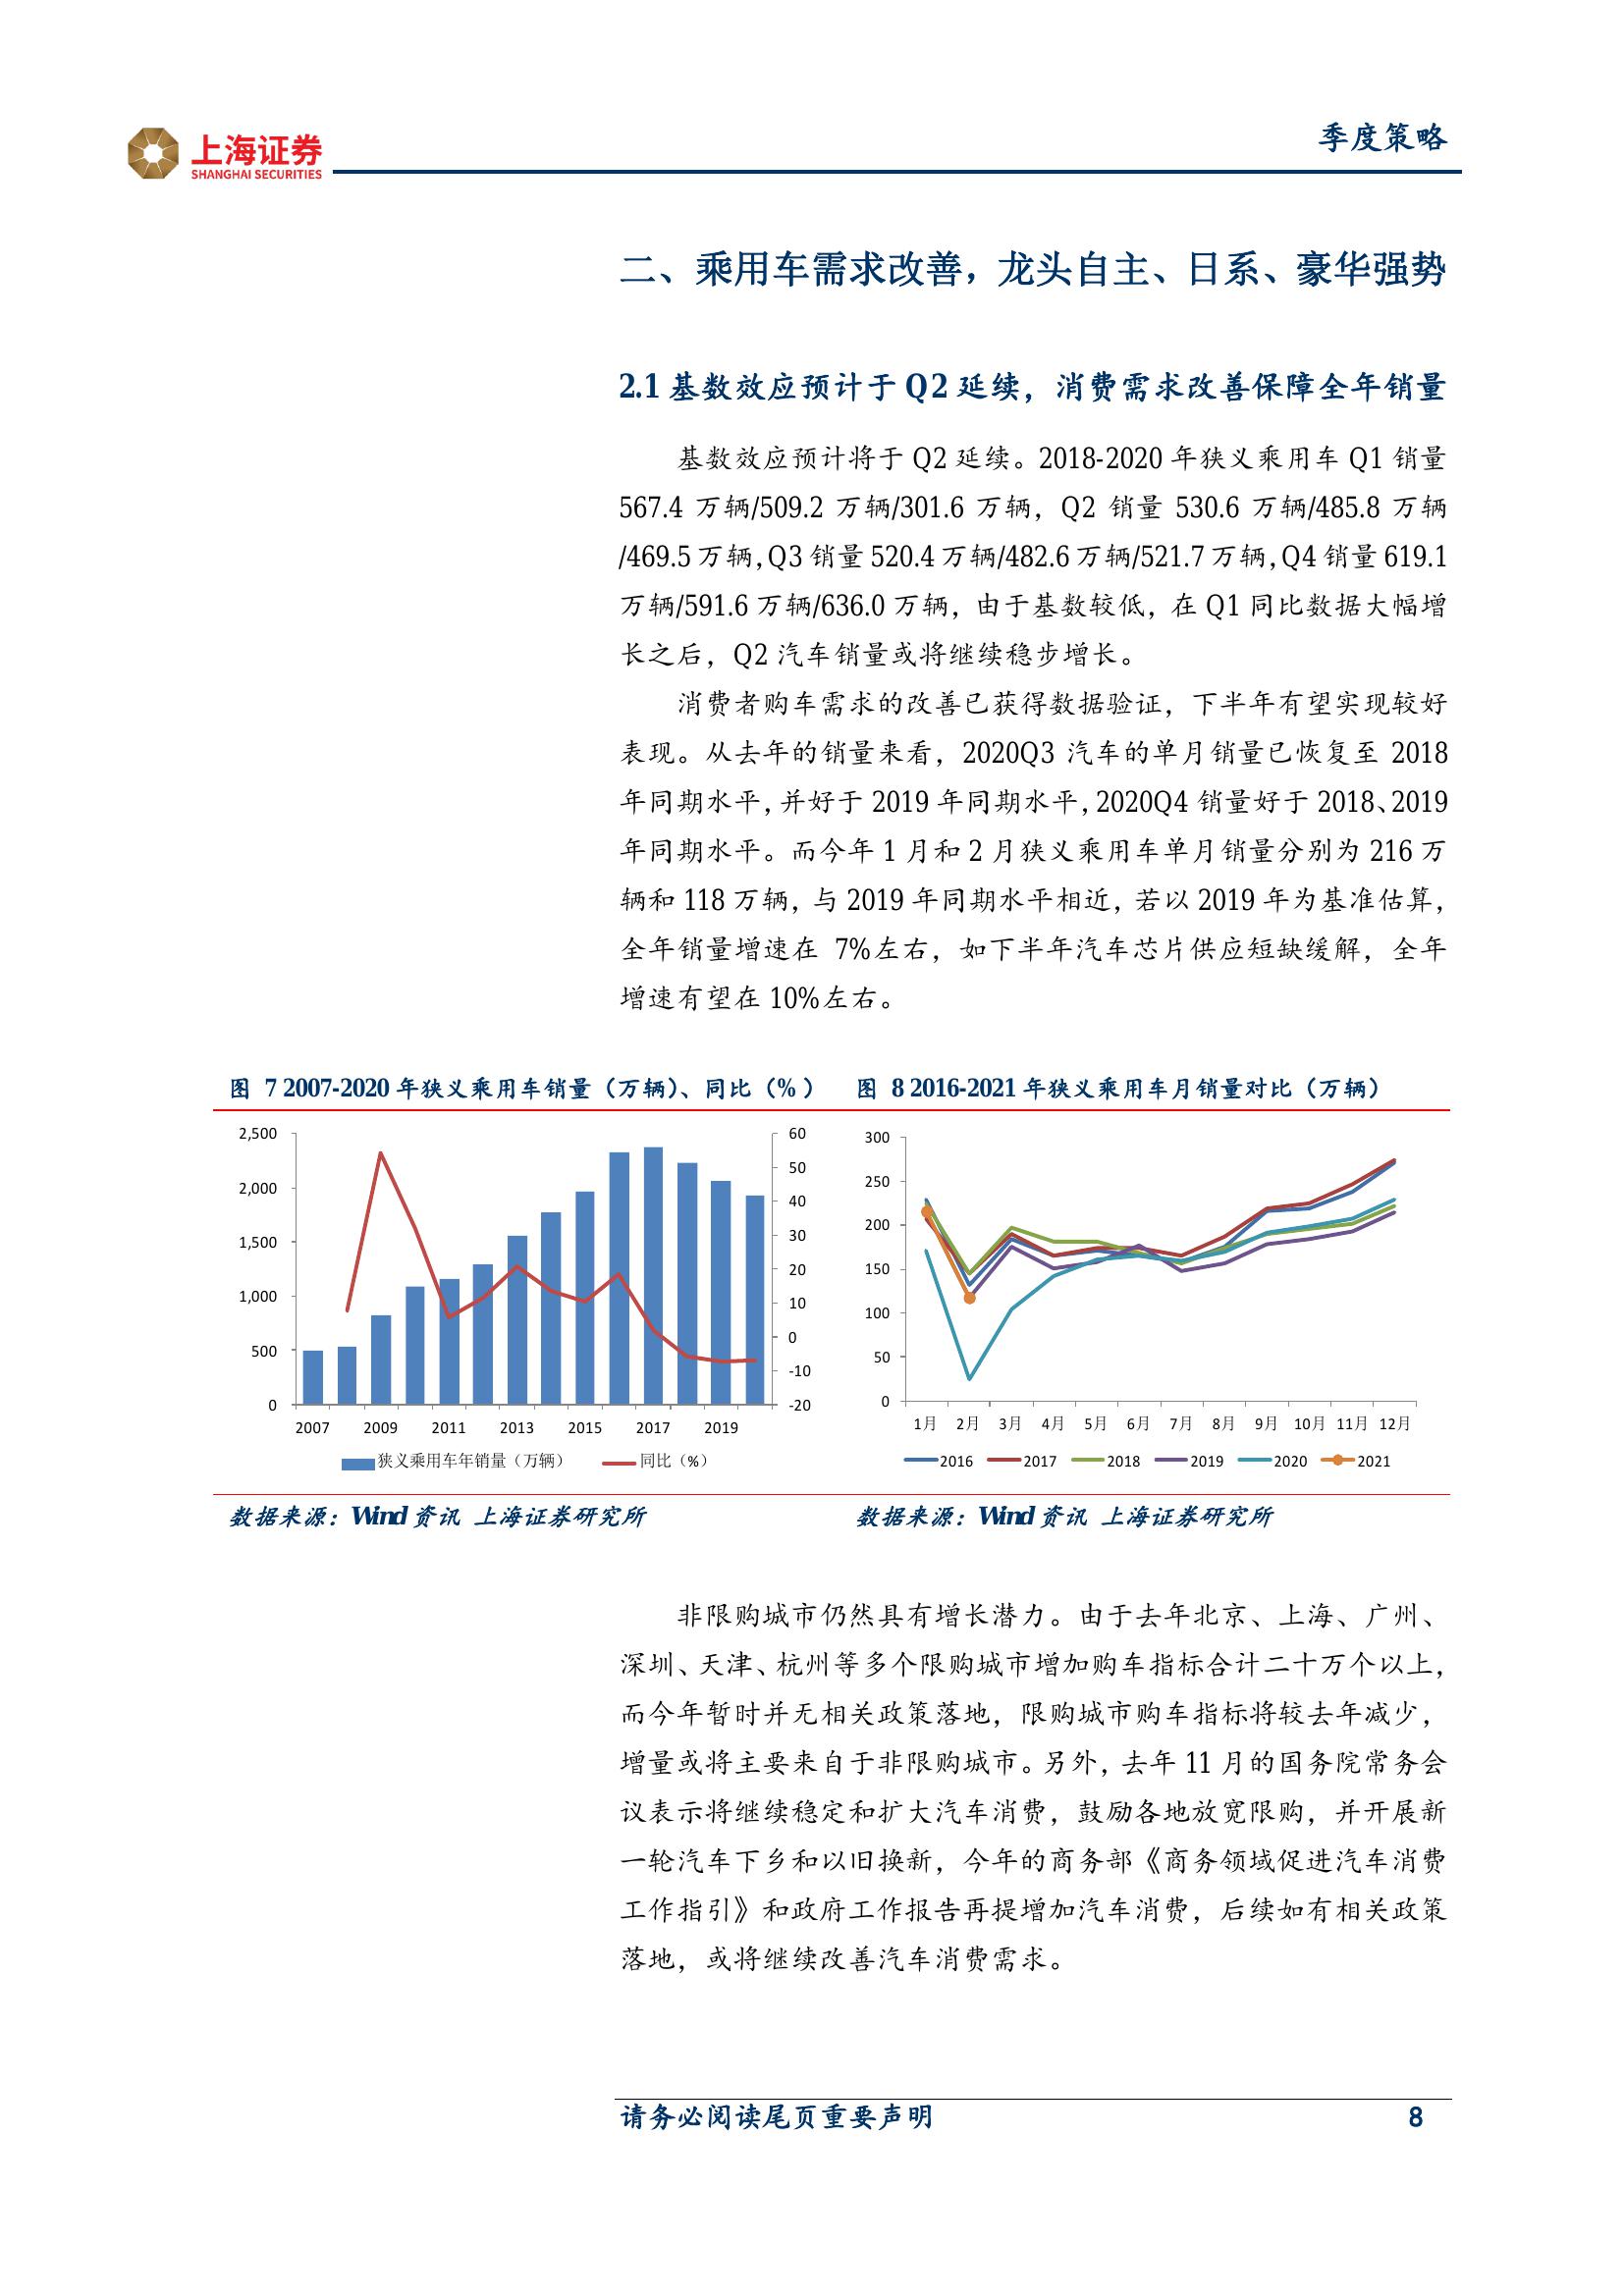 上海证券
SHANGHAI SECURITIES
季度策略
二、乘用车需求改善，龙头自主、日系、豪华强势
2.1 基数效应预计于 Q2 延续，消费需求改善保障全年销量
基数效应预计将于 Q2 延续。2018-2020 年狭义乘用车 Q1 销量
567.4 万辆/509.2 万辆/301.6 万辆，Q2 销量 530.6 万辆/485.8 万辆
/469.5 万辆，Q3 销量 520.4 万辆/482.6 万辆/521.7 万辆，Q4 销量 619.1
万辆/591.6 万辆/636.0 万辆，由于基数较低，在 Q1 同比数据大幅增
长之后，Q2 汽车销量或将继续稳步增长。
消费者购车需求的改善已获得数据验证，下半年有望实现较好
表现。从去年的销量来看，2020Q3 汽车的单月销量已恢复至 2018
年同期水平，并好于 2019 年同期水平，2020Q4 销量好于 2018、2019
年同期水平。而今年 1 月和 2 月狭义乘用车单月销量分别为 216 万
辆和 118 万辆，与 2019 年同期水平相近，若以 2019 年为基准估算，
全年销量增速在 7%左右，如下半年汽车芯片供应短缺缓解，全年
增速有望在 10%左右。
图 7 2007-2020 年狭义乘用车销量（万辆）、同比（%）
2,500
2,000
1,500
1,000
500
0
60
50
40
30
20
10
0
-10
-20
2007 2009 2011 2013 2015 2017 2019
狭义乘用车年销量（万辆） 同比（%）
数据来源：Wind 资讯 上海证券研究所
图 8 2016-2021 年狭义乘用车月销量对比（万辆）
300
250
200
150
100
50
0
1月 2月 3月 4月 5月 6月 7月 8月 9月 10月 11月 12月
2016 2017 2018 2019 2020 2021
数据来源：Wind 资讯 上海证券研究所
非限购城市仍然具有增长潜力。由于去年北京、上海、广州、
深圳、天津、杭州等多个限购城市增加购车指标合计二十万个以上，
而今年暂时并无相关政策落地，限购城市购车指标将较去年减少，
增量或将主要来自于非限购城市。另外，去年 11 月的国务院常务会
议表示将继续稳定和扩大汽车消费，鼓励各地放宽限购，并开展新
一轮汽车下乡和以旧换新，今年的商务部《商务领域促进汽车消费
工作指引》和政府工作报告再提增加汽车消费，后续如有相关政策
落地，或将继续改善汽车消费需求。
请务必阅读尾页重要声明
8